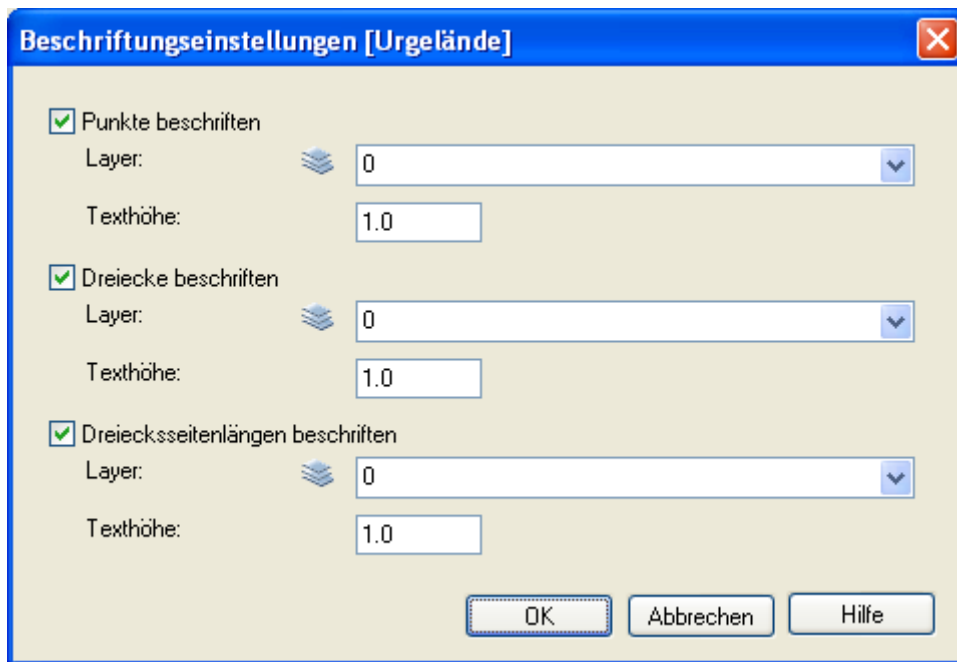 Beschriftungseinstellungen [Urgelände]
Punkte beschriften
Layer: 0
Texthöhe: 1.0
Dreiecke beschriften
Layer: 0
Texthöhe: 1.0
Dreiecksseitenlängen beschriften
Layer: 0
Texthöhe: 1.0
OK Abbrechen Hilfe